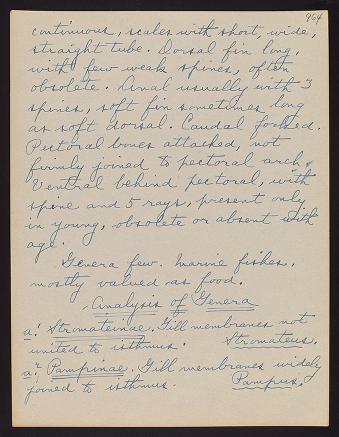 964
continuous, scales with short, wide,
straight tube. Dorsal fin long,
with few weak spines, often
obsolete. Anal usually with 3
spines, soft fin sometimes long
as soft dorsal. Caudal forked.
Pectoral bones attached, not
firmly joined to pectoral arch.
Ventral behind pectoral, with
spine and 5 rays, present only
in young, obsolete or absent with
age.
Genera few. Marine fishes,
mostly valued as food.
Analysis of Genera
a.¹ Stromateinae. Gill membranes not
united to isthmus. Stromateus.
a.² Pampinae. Gill membranes widely
joined to isthmus. Pampus.